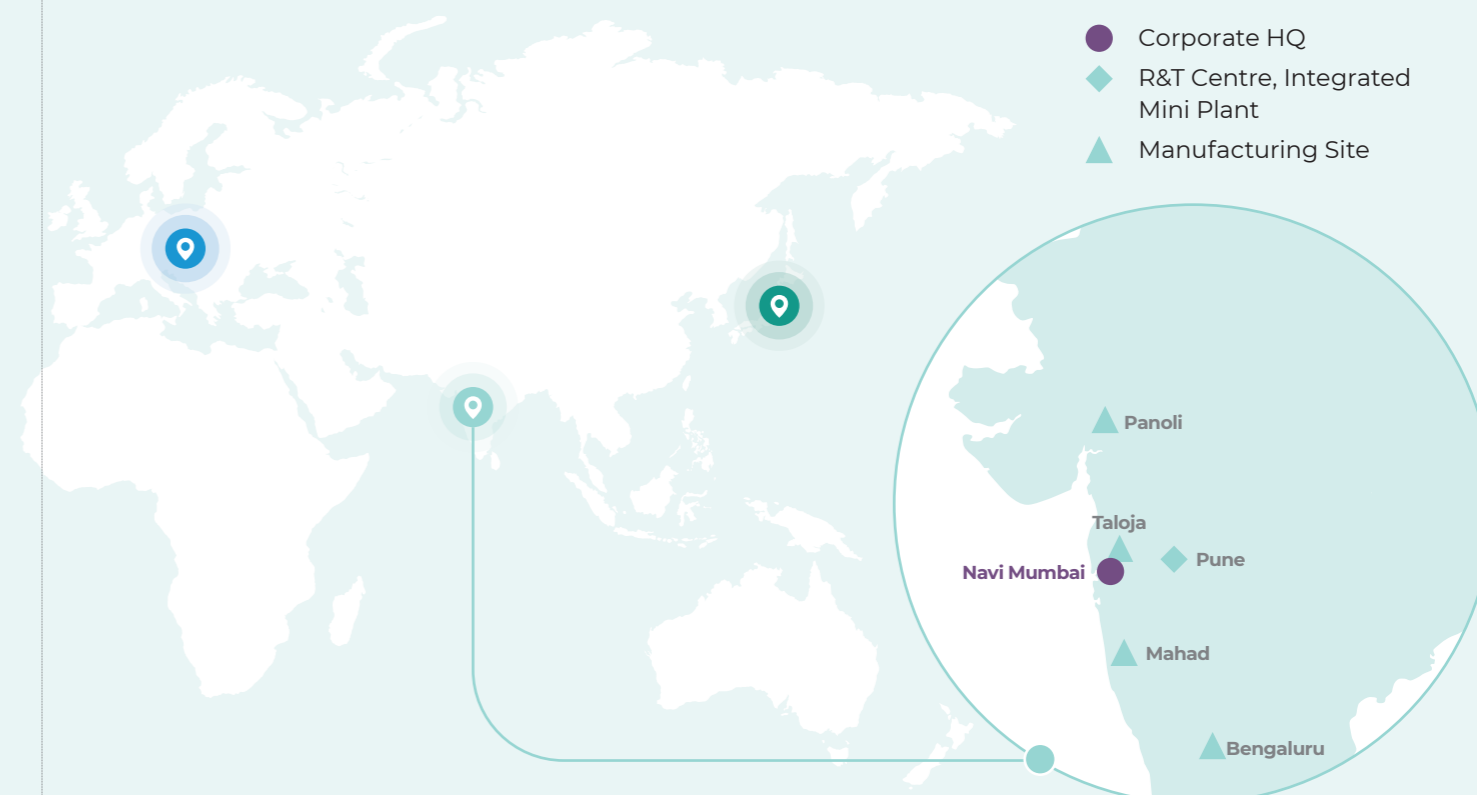 Corporate HQ
R&T Centre, Integrated
Mini Plant
Manufacturing Site
Panoli
Taloja
Pune
Navi Mumbai
Mahad
Bengaluru